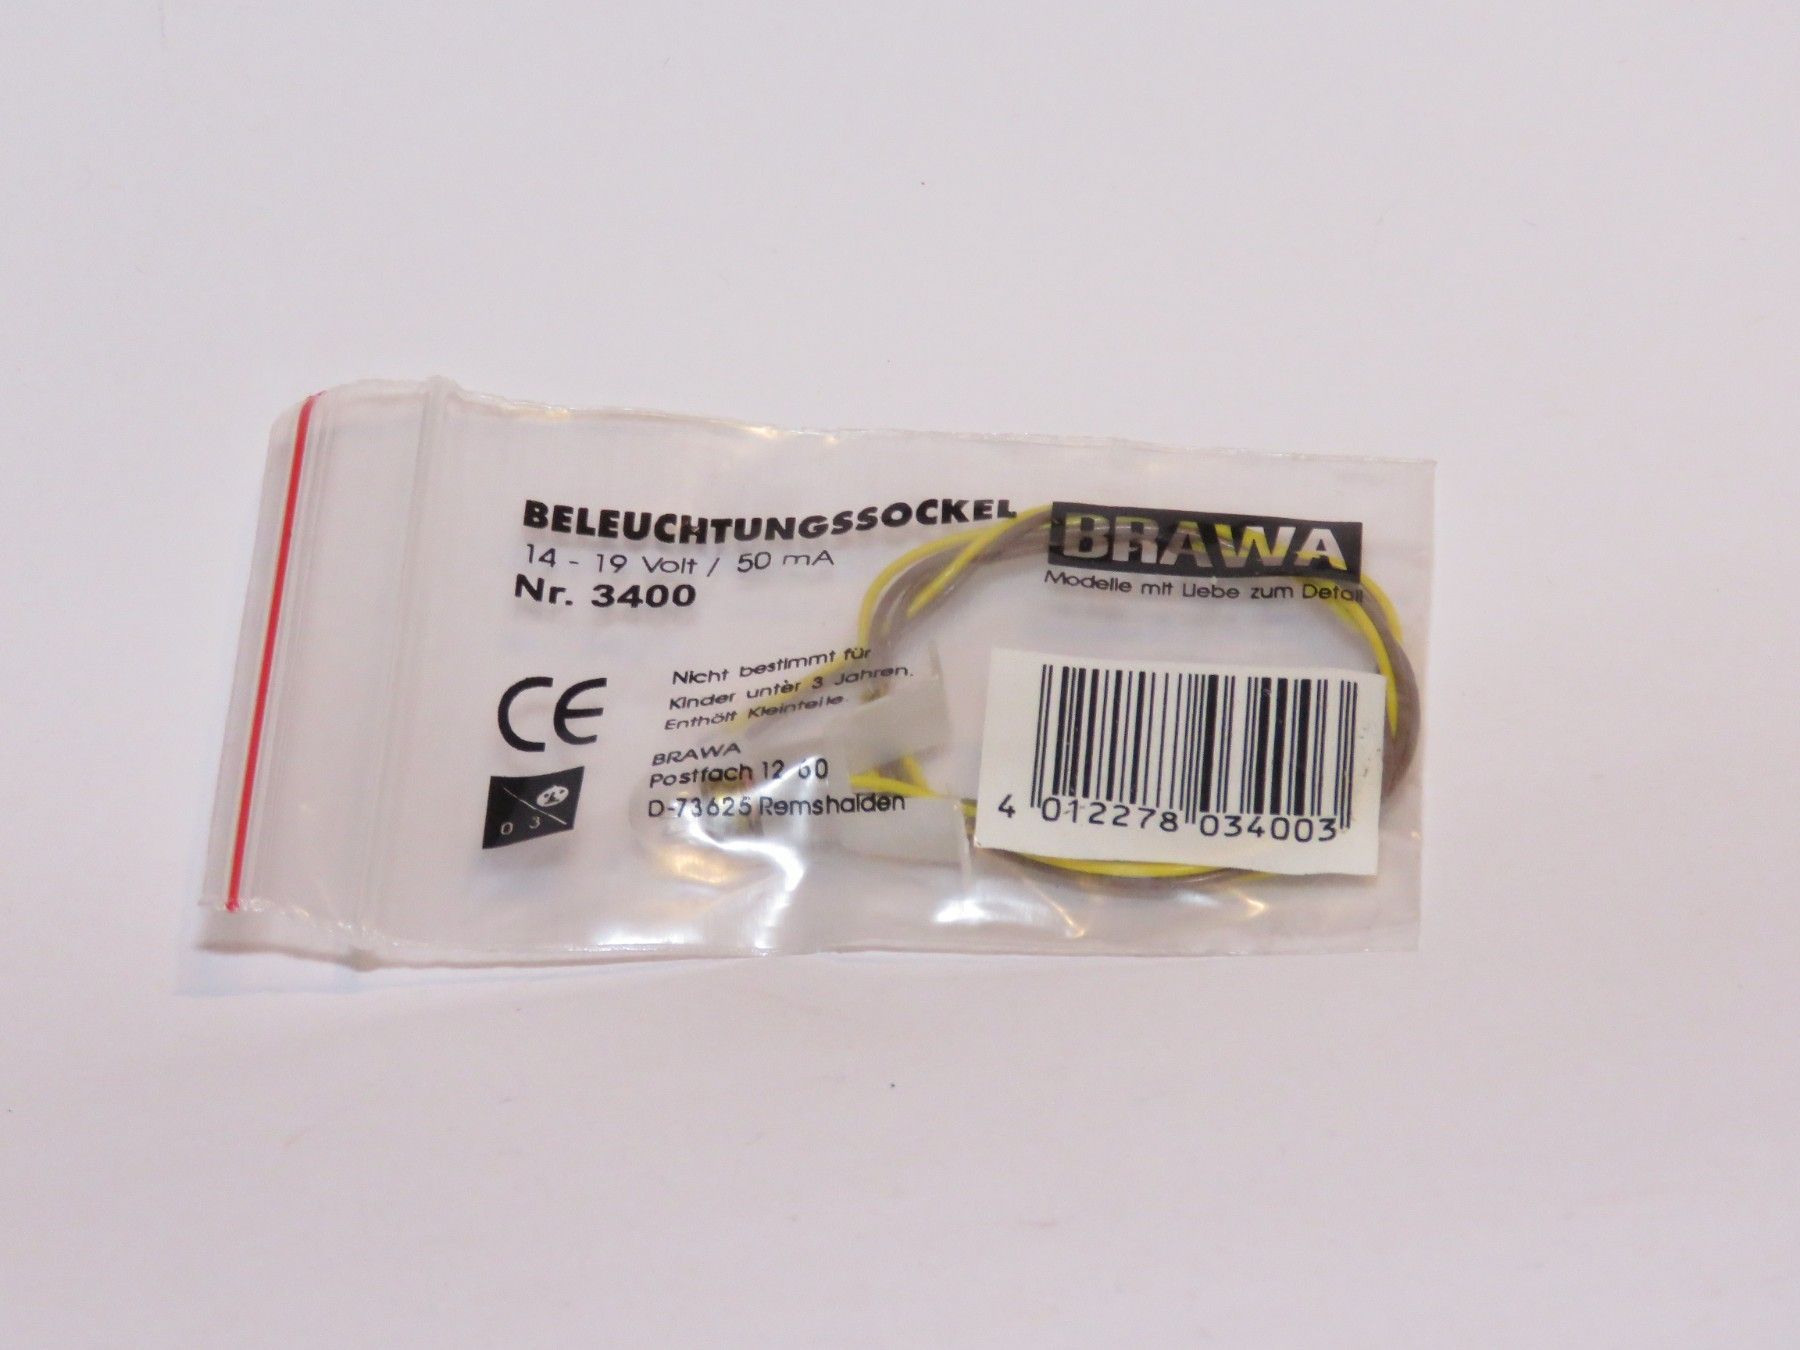 BELEUCHTUNGSSOCKEL
14 - 19 Volt / 50 mA
Nr. 3400
BRAWA
Modelle mit Liebe zum Detail
CE
Nicht bestimmt für
Kinder unter 3 Jahren.
Enthält Kleinteile.
BRAWA
Postfach 12 60
D-73625 Remshalden
0 3
4 012278 034003